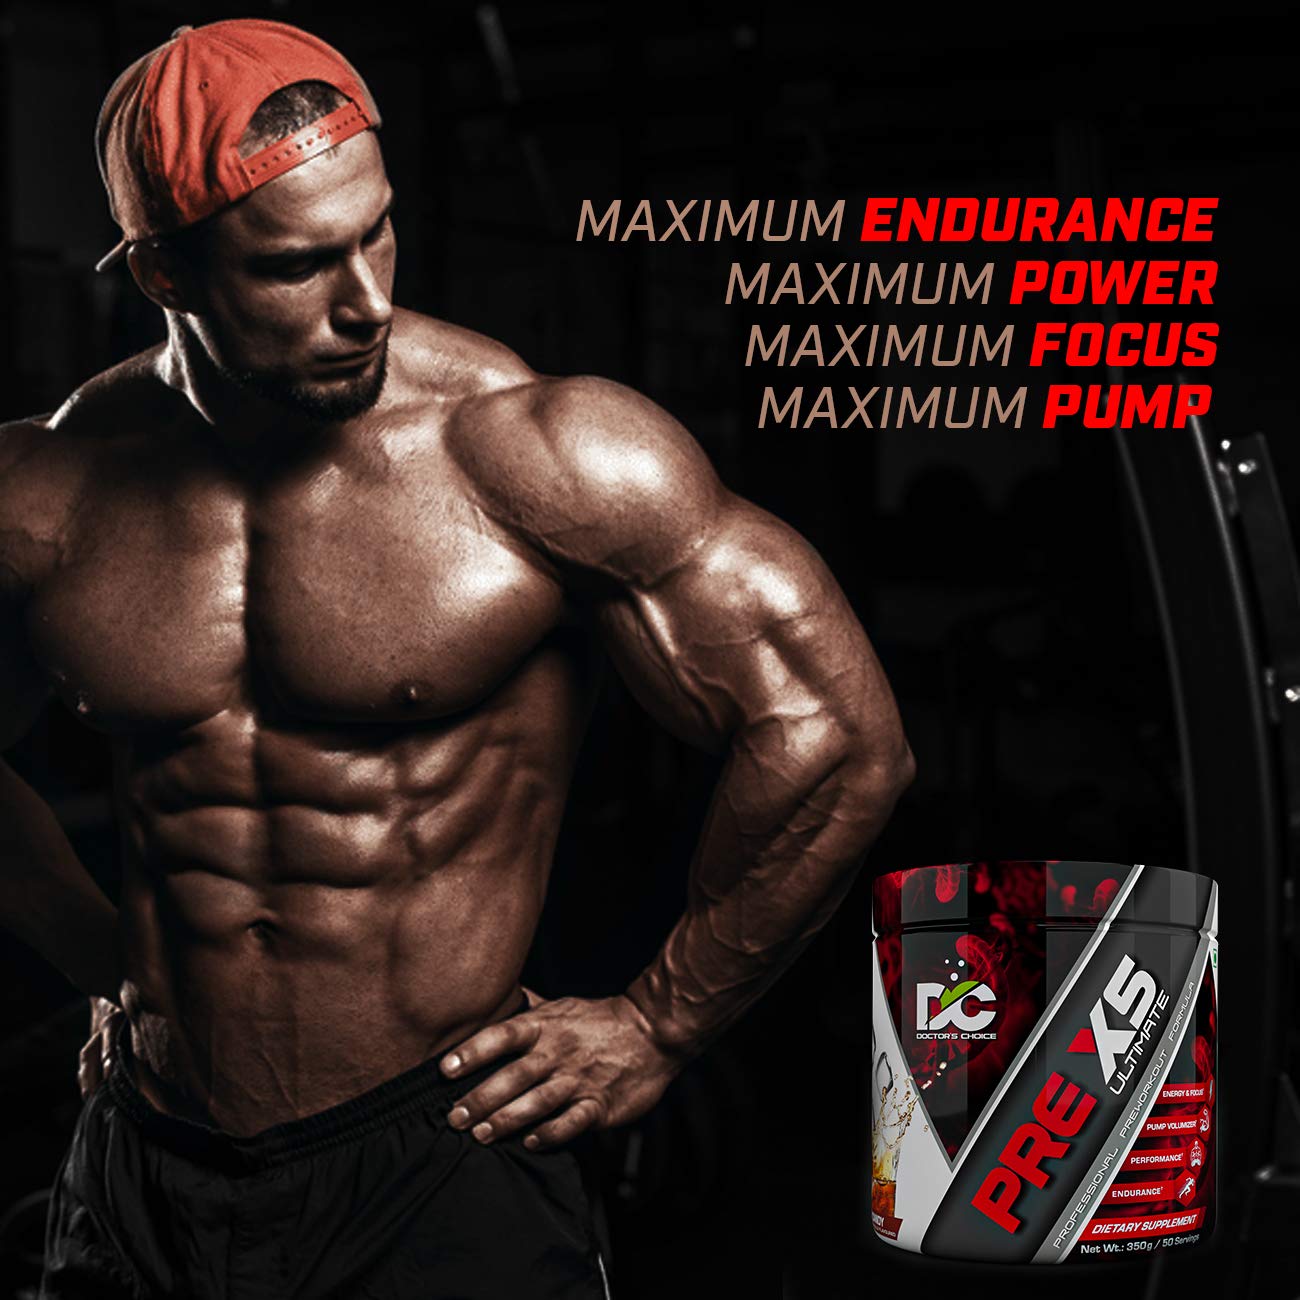 MAXIMUM ENDURANCE
MAXIMUM POWER
MAXIMUM FOCUS
MAXIMUM PUMP
DC
DOCTOR'S CHOICE
PRE X5
ULTIMATE
PROFESSIONAL PREWORKOUT FORMULA
ENERGY & FOCUS†
PUMP VOLUMIZER†
PERFORMANCE†
ENDURANCE†
DIETARY SUPPLEMENT
Net Wt.: 350g / 50 Servings